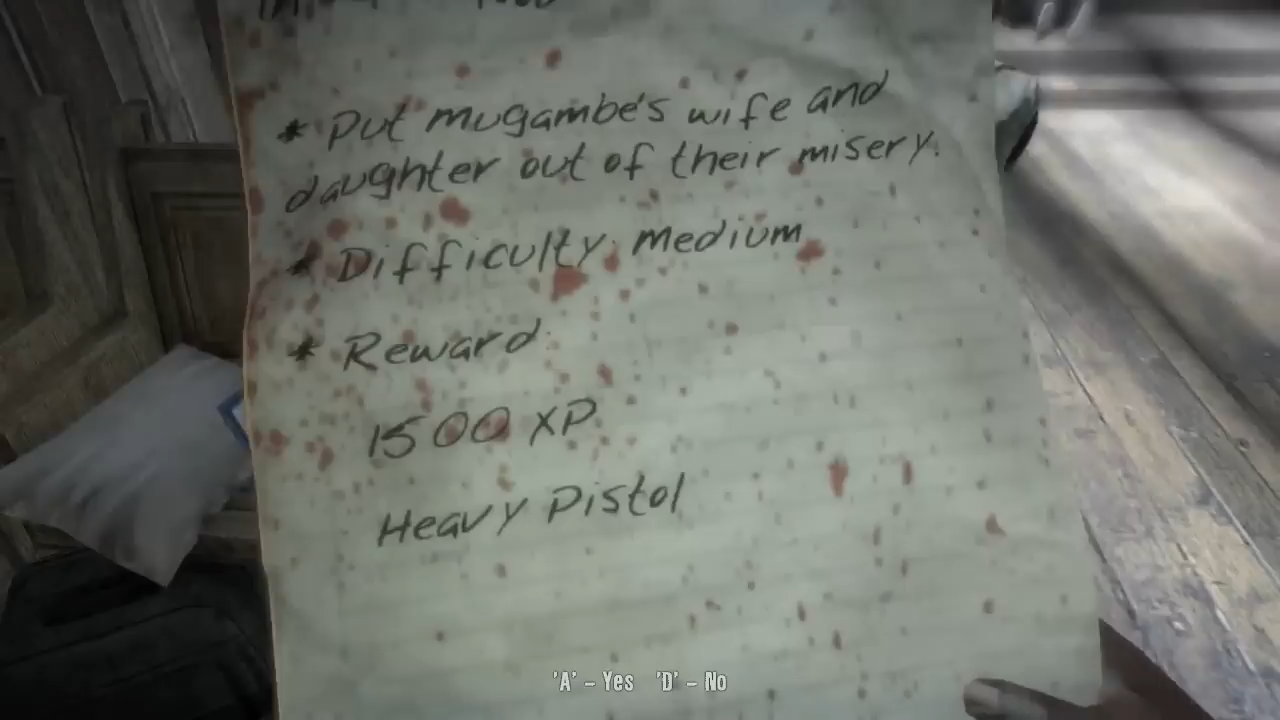 * Put mugambe's wife and
daughter out of their misery.
* Difficulty: medium
* Reward:
1500 XP
Heavy Pistol
'A' - Yes 'D' - No